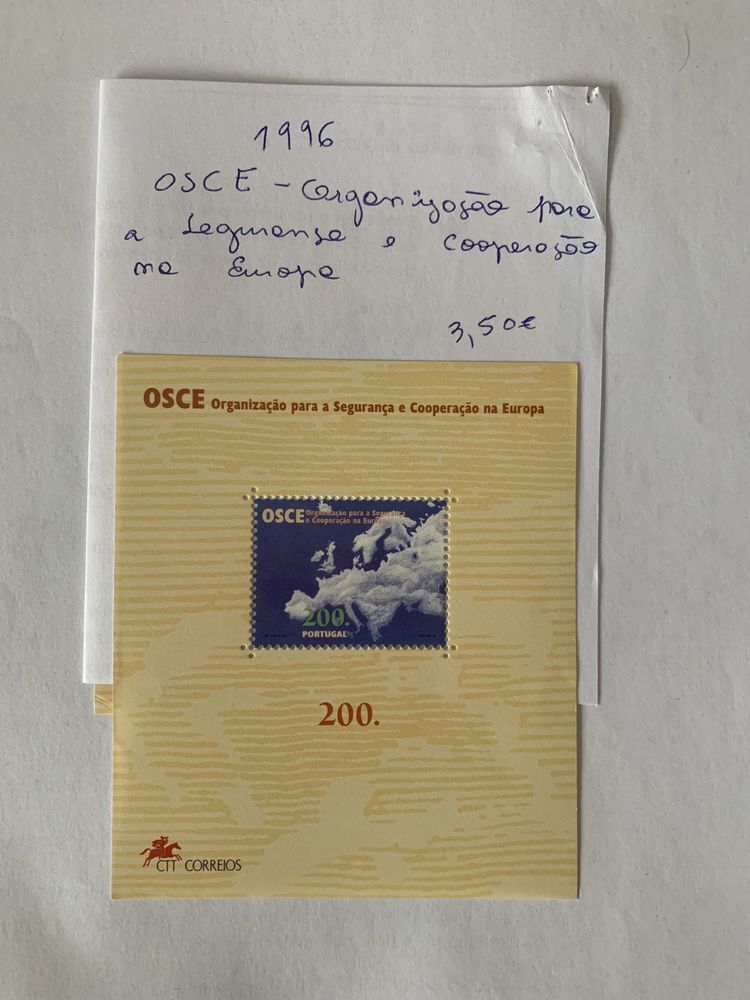 1996
OSCE - Organização para
a Segurança e Cooperação
na Europa
3,50€
OSCE Organização para a Segurança e Cooperação na Europa
OSCE Organização para a Segurança
e Cooperação na Europa
200.
PORTUGAL
200.
CTT CORREIOS